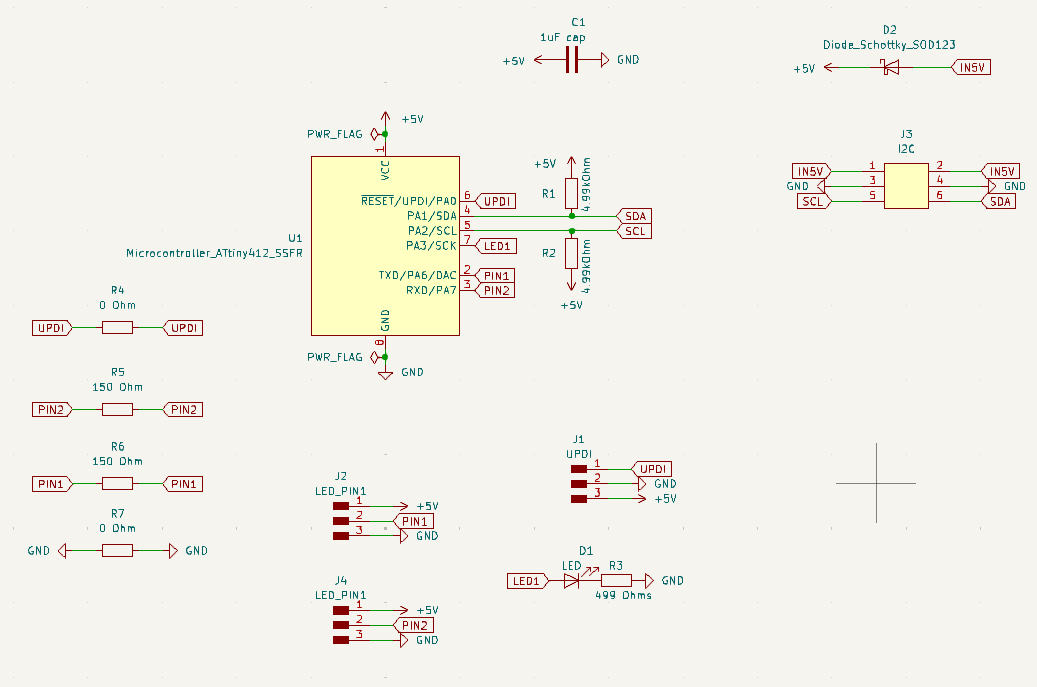 C1
1uF cap
+5V
GND
D2
Diode_Schottky_SOD123
+5V
IN5V
+5V
PWR_FLAG
1
VCC
RESET/UPDI/PA0
6
UPDI
PA1/SDA
4
SDA
PA2/SCL
5
SCL
PA3/SCK
7
LED1
TXD/PA6/DAC
2
PIN1
RXD/PA7
3
PIN2
U1
Microcontroller_ATtiny412_SSFR
GND
8
PWR_FLAG
GND
+5V
R1
4.99kOhm
R2
4.99kOhm
+5V
J3
I2C
IN5V
1
2
IN5V
GND
3
4
GND
SCL
5
6
SDA
R4
0 Ohm
UPDI
UPDI
R5
150 Ohm
PIN2
PIN2
R6
150 Ohm
PIN1
PIN1
R7
0 Ohm
GND
GND
J2
LED_PIN1
1
+5V
2
PIN1
3
GND
J4
LED_PIN1
1
+5V
2
PIN2
3
GND
J1
UPDI
1
UPDI
2
GND
3
+5V
D1
LED
R3
LED1
GND
499 Ohms